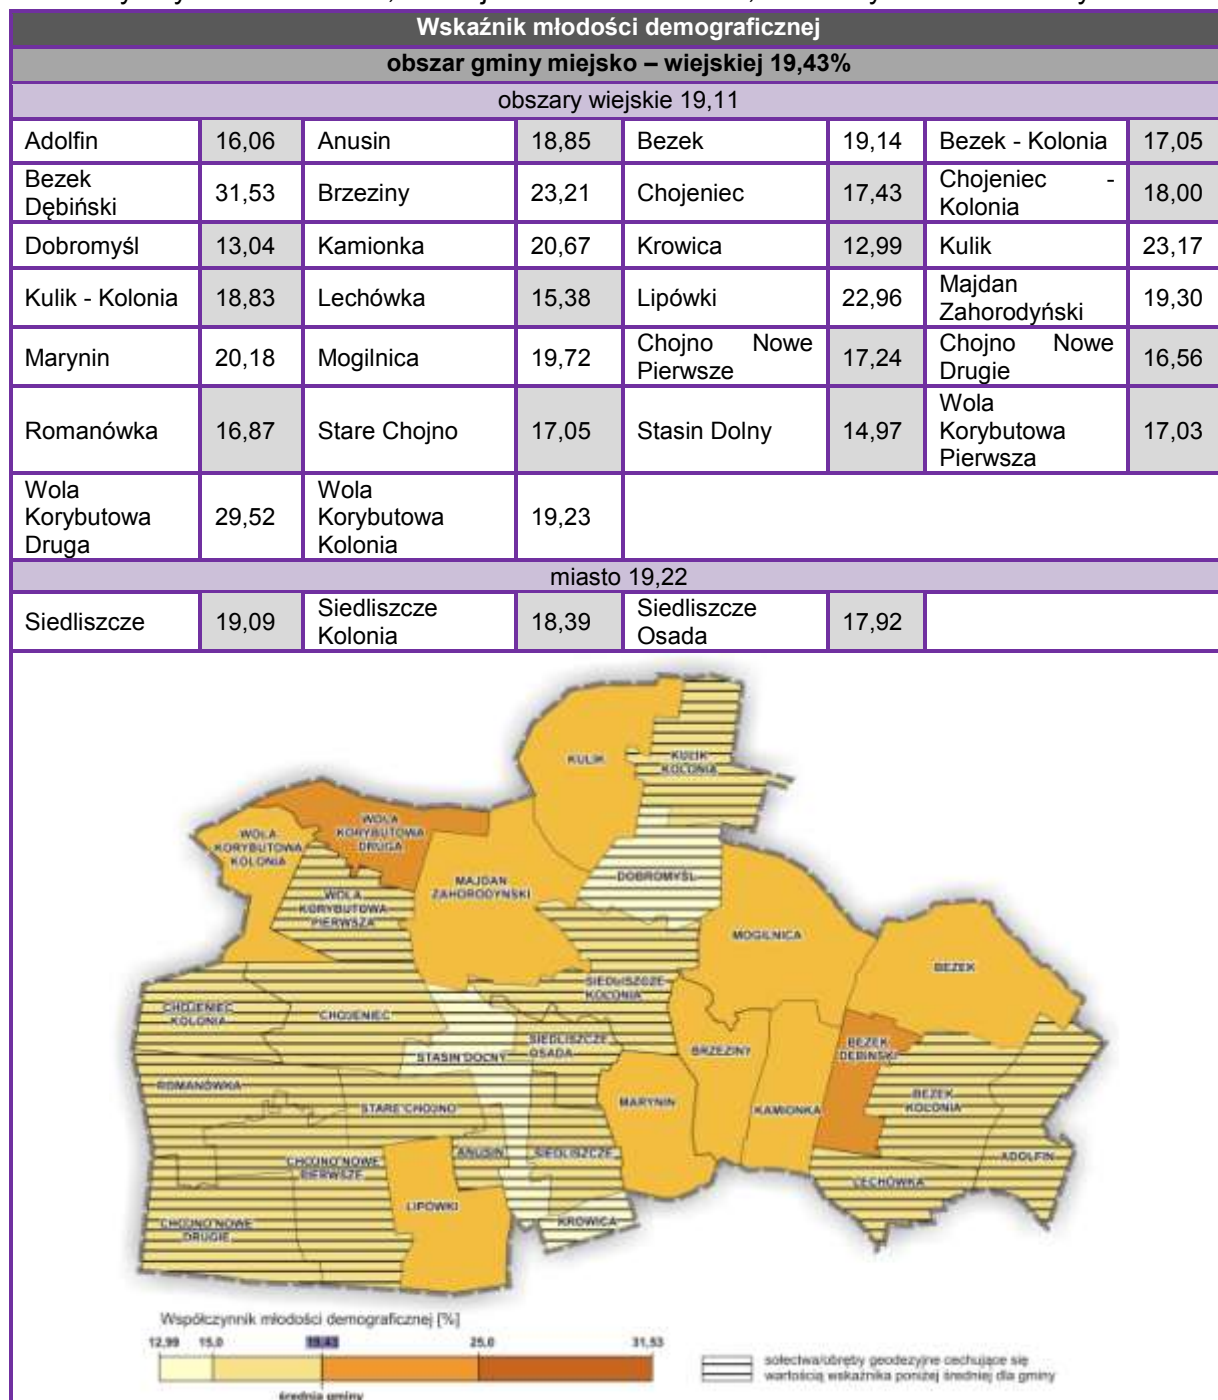 Wskaźnik młodości demograficznej
obszar gminy miejsko – wiejskiej 19,43%
obszary wiejskie 19,11
Adolfin 16,06 Anusin 18,85 Bezek 19,14 Bezek - Kolonia 17,05
Bezek Dębiński 31,53 Brzeziny 23,21 Chojeniec 17,43 Chojeniec - Kolonia 18,00
Dobromyśl 13,04 Kamionka 20,67 Krowica 12,99 Kulik 23,17
Kulik - Kolonia 18,83 Lechówka 15,38 Lipówki 22,96 Majdan Zahorodyński 19,30
Marynin 20,18 Mogilnica 19,72 Chojno Nowe Pierwsze 17,24 Chojno Nowe Drugie 16,56
Romanówka 16,87 Stare Chojno 17,05 Stasin Dolny 14,97 Wola Korybutowa Pierwsza 17,03
Wola Korybutowa Druga 29,52 Wola Korybutowa Kolonia 19,23
miasto 19,22
Siedliszcze 19,09 Siedliszcze Kolonia 18,39 Siedliszcze Osada 17,92
KULIK
KULIK
KOLONIA
WOLA
KORYBUTOWA
DRUGA
WOLA
KORYBUTOWA
KOLONIA
DOBROMYŚL
MAJDAN
ZAHORODYŃSKI
WOLA
KORYBUTOWA
PIERWSZA
MOGILNICA
BEZEK
SIEDLISZCZE
KOLONIA
CHOJENIEC
KOLONIA
CHOJENIEC
SIEDLISZCZE
OSADA
STASIN DOLNY
BRZEZINY
BEZEK
DĘBIŃSKI
ROMANÓWKA
STARE CHOJNO
MARYNIN
KAMIONKA
BEZEK
KOLONIA
ANUSIN
SIEDLISZCZE
ADOLFIN
CHOJNO NOWE
PIERWSZE
LECHÓWKA
LIPÓWKI
KROWICA
CHOJNO NOWE
DRUGIE
Współczynnik młodości demograficznej [%]
12,99 15,0 19,43 25,0 31,53
średnia gminy
sołectwa/obręby geodezyjne cechujące się
wartością wskaźnika poniżej średniej dla gminy